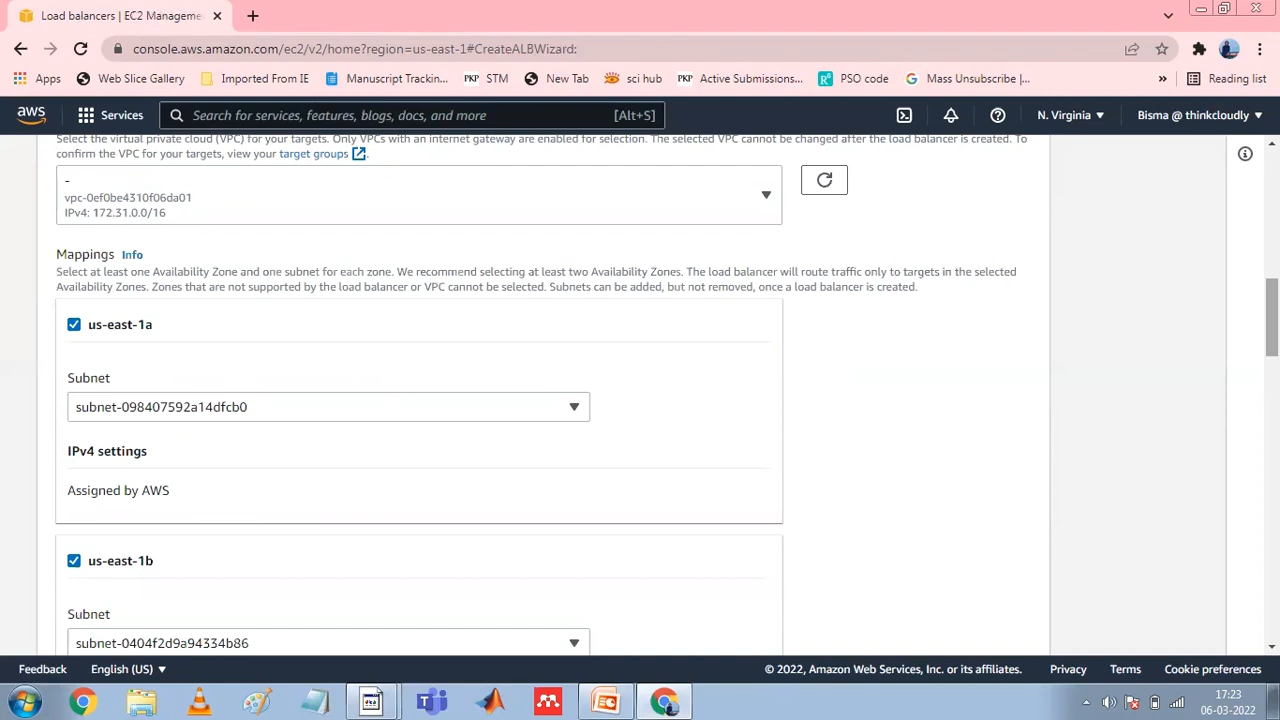 Load balancers | EC2 Manageme
console.aws.amazon.com/ec2/v2/home?region=us-east-1#CreateALBWizard:
Apps
Web Slice Gallery
Imported From IE
Manuscript Trackin...
PKP STM
New Tab
sci hub
PKP Active Submissions...
PSO code
Mass Unsubscribe |...
»
Reading list
aws
Services
Search for services, features, blogs, docs, and more
[Alt+S]
N. Virginia
Bisma @ thinkcloudly
Select the virtual private cloud (VPC) for your targets. Only VPCs with an internet gateway are enabled for selection. The selected VPC cannot be changed after the load balancer is created. To
confirm the VPC for your targets, view your target groups.
-
vpc-0ef0be4310f06da01
IPv4: 172.31.0.0/16
Mappings Info
Select at least one Availability Zone and one subnet for each zone. We recommend selecting at least two Availability Zones. The load balancer will route traffic only to targets in the selected
Availability Zones. Zones that are not supported by the load balancer or VPC cannot be selected. Subnets can be added, but not removed, once a load balancer is created.
us-east-1a
Subnet
subnet-098407592a14dfcb0
IPv4 settings
Assigned by AWS
us-east-1b
Subnet
subnet-0404f2d9a94334b86
Feedback
English (US)
© 2022, Amazon Web Services, Inc. or its affiliates.
Privacy
Terms
Cookie preferences
17:23
06-03-2022